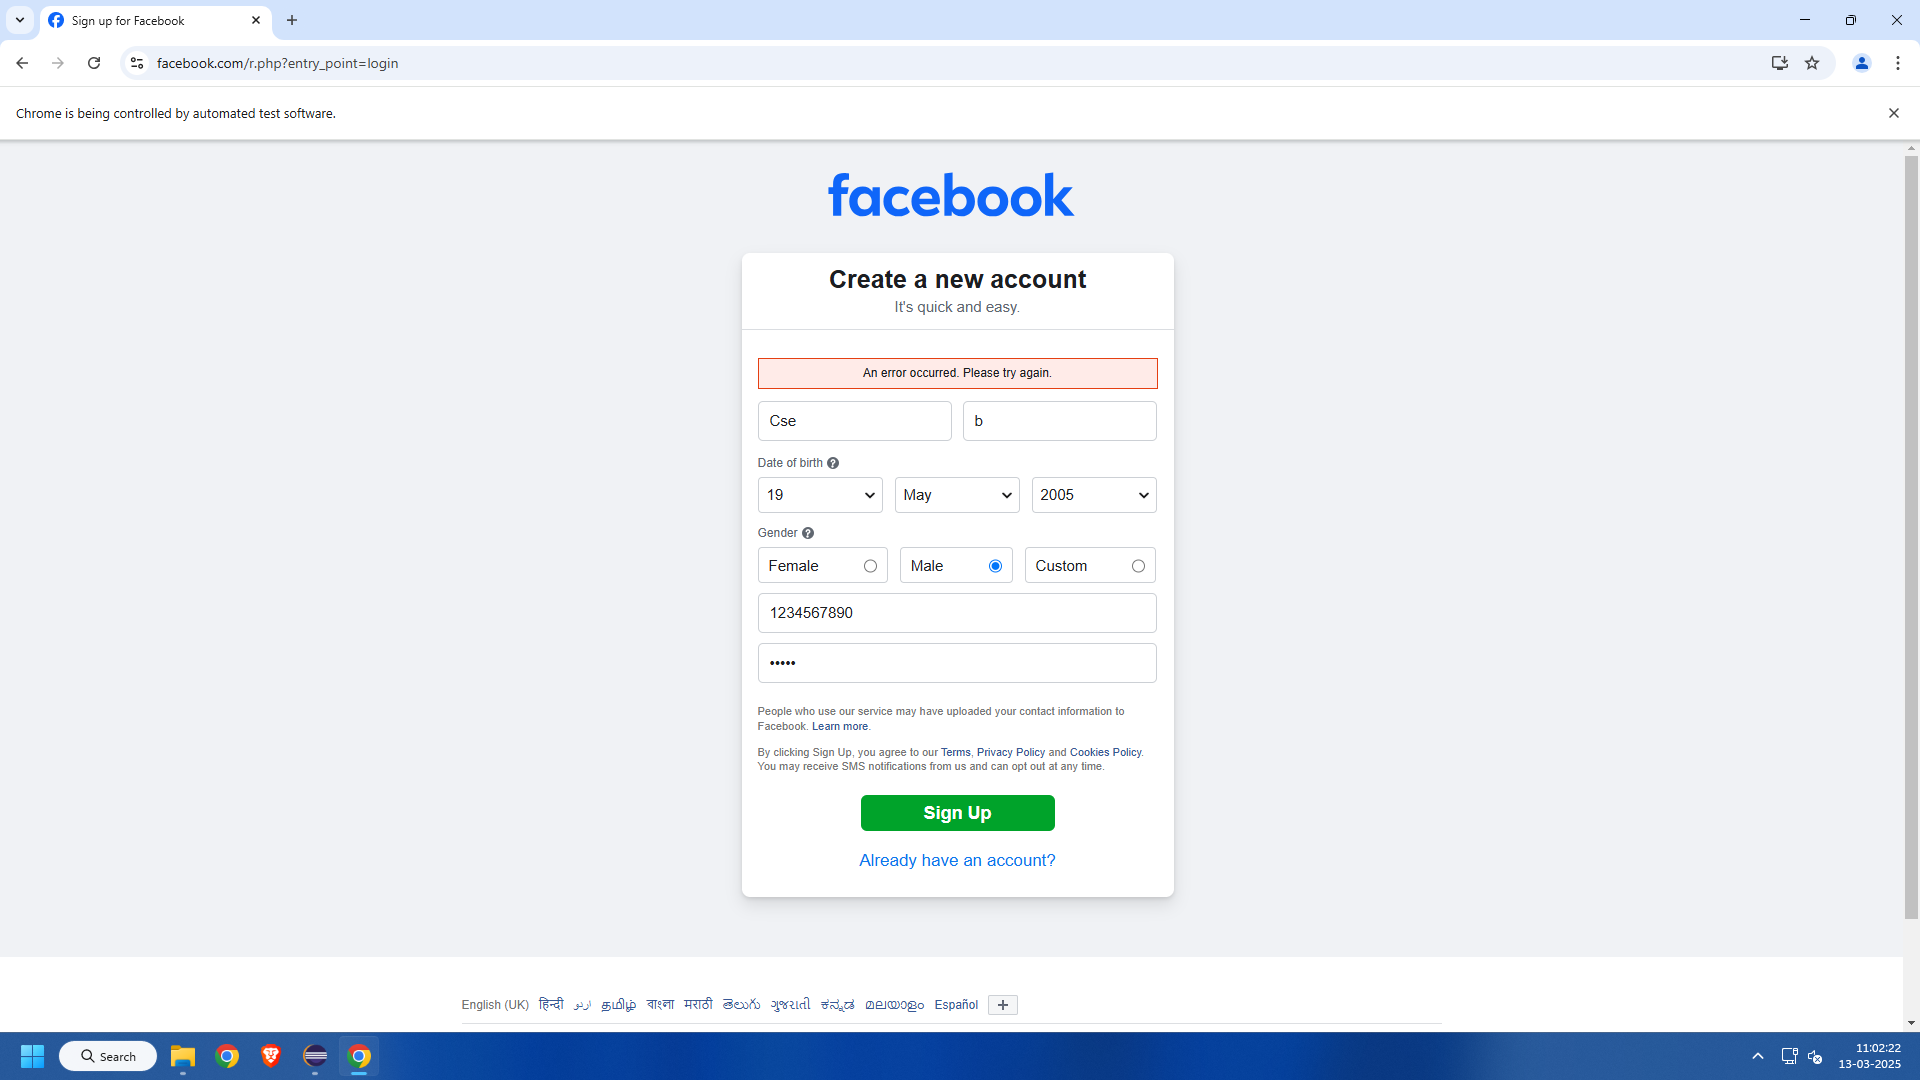 Sign up for Facebook
facebook.com/r.php?entry_point=login
Chrome is being controlled by automated test software.
facebook
Create a new account
It's quick and easy.
An error occurred. Please try again.
Cse b
Date of birth ?
19 May 2005
Gender ?
Female Male Custom
1234567890
•••••
People who use our service may have uploaded your contact information to
Facebook. Learn more.
By clicking Sign Up, you agree to our Terms, Privacy Policy and Cookies Policy.
You may receive SMS notifications from us and can opt out at any time.
Sign Up
Already have an account?
English (UK) हिन्दी اردو தமிழ் বাংলা मराठी తెలుగు ગુજરાતી ಕನ್ನಡ മലയാളം Español +
Search
11:02:22
13-03-2025